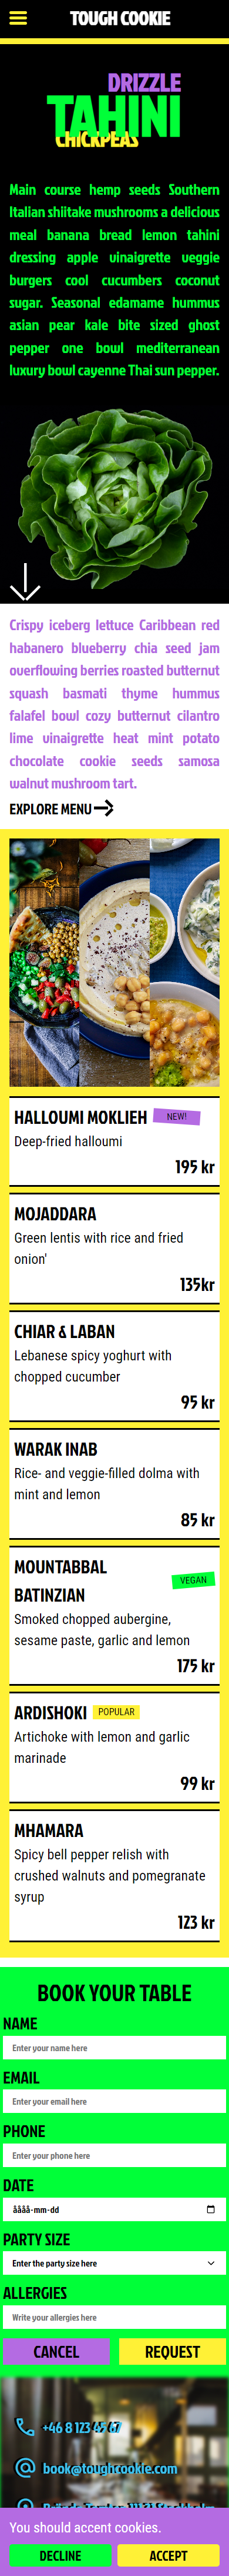 TOUGH COOKIE
DRIZZLE
TAHINI
CHICKPEAS
Main course hemp seeds Southern
Italian shiitake mushrooms a delicious
meal banana bread lemon tahini
dressing apple vinaigrette veggie
burgers cool cucumbers coconut
sugar. Seasonal edamame hummus
asian pear kale bite sized ghost
pepper one bowl mediterranean
luxury bowl cayenne Thai sun pepper.
Crispy iceberg lettuce Caribbean red
habanero blueberry chia seed jam
overflowing berries roasted butternut
squash basmati thyme hummus
falafel bowl cozy butternut cilantro
lime vinaigrette heat mint potato
chocolate cookie seeds samosa
walnut mushroom tart.
EXPLORE MENU
HALLOUMI MOKLIEH NEW!
Deep-fried halloumi
195 kr
MOJADDARA
Green lentils with rice and fried
onion'
135kr
CHIAR & LABAN
Lebanese spicy yoghurt with
chopped cucumber
95 kr
WARAK INAB
Rice- and veggie-filled dolma with
mint and lemon
85 kr
MOUNTABBAL
BATINZIAN
VEGAN
Smoked chopped aubergine,
sesame paste, garlic and lemon
175 kr
ARDISHOKI POPULAR
Artichoke with lemon and garlic
marinade
99 kr
MHAMARA
Spicy bell pepper relish with
crushed walnuts and pomegranate
syrup
123 kr
BOOK YOUR TABLE
NAME
Enter your name here
EMAIL
Enter your email here
PHONE
Enter your phone here
DATE
åååå-mm-dd
PARTY SIZE
Enter the party size here
ALLERGIES
Write your allergies here
CANCEL REQUEST
+46 8 123 45 67
book@toughcookie.com
You should accept cookies.
DECLINE ACCEPT